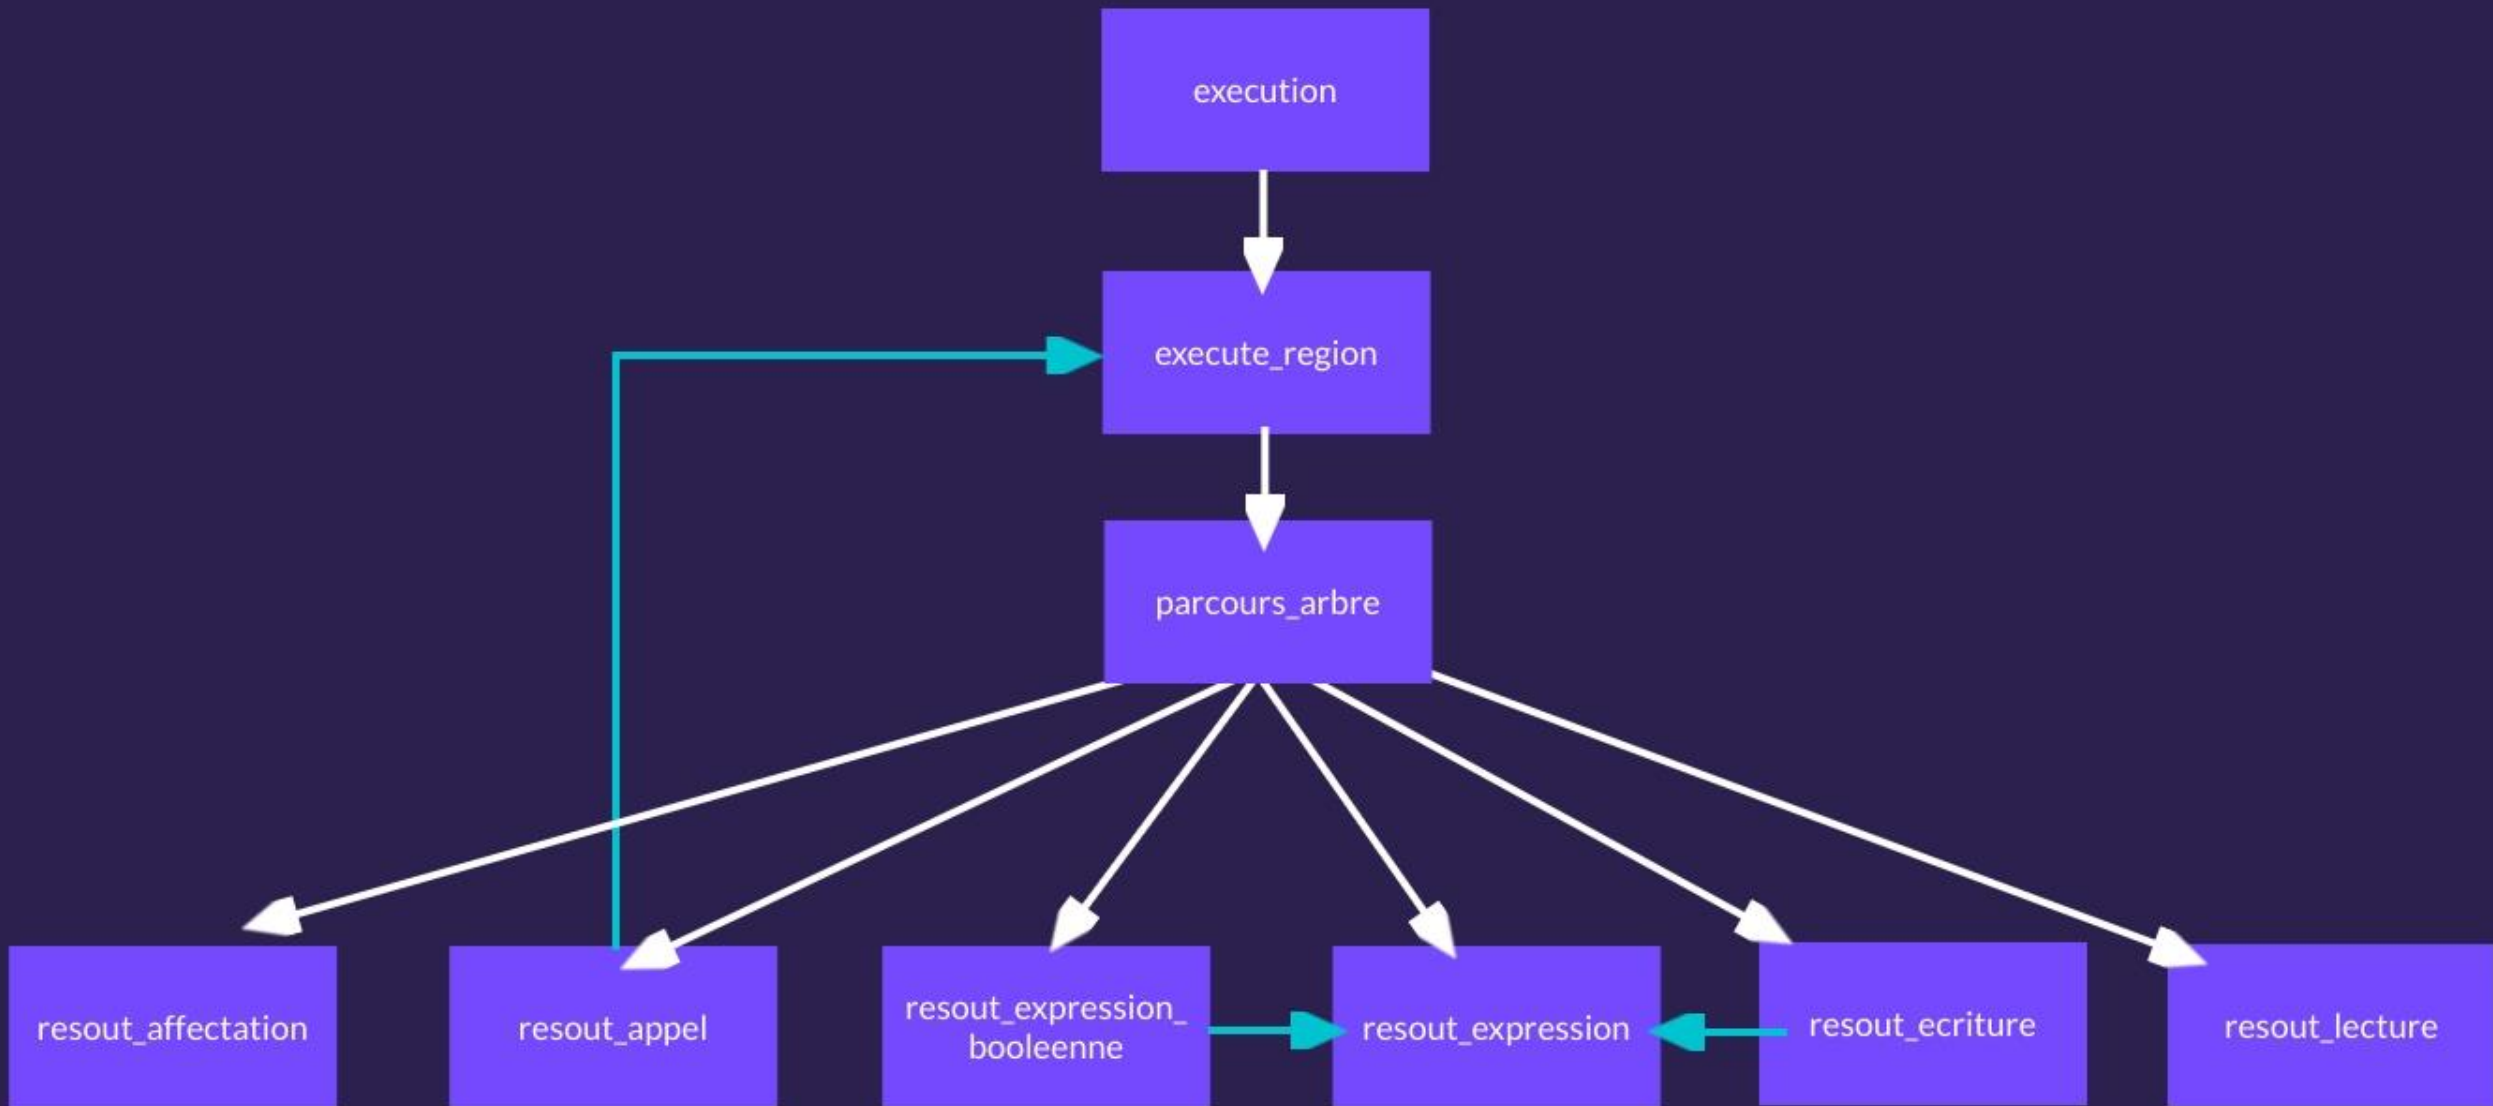 execution
execute_region
parcours_arbre
resout_affectation
resout_appel
resout_expression_
booleenne
resout_expression
resout_ecriture
resout_lecture